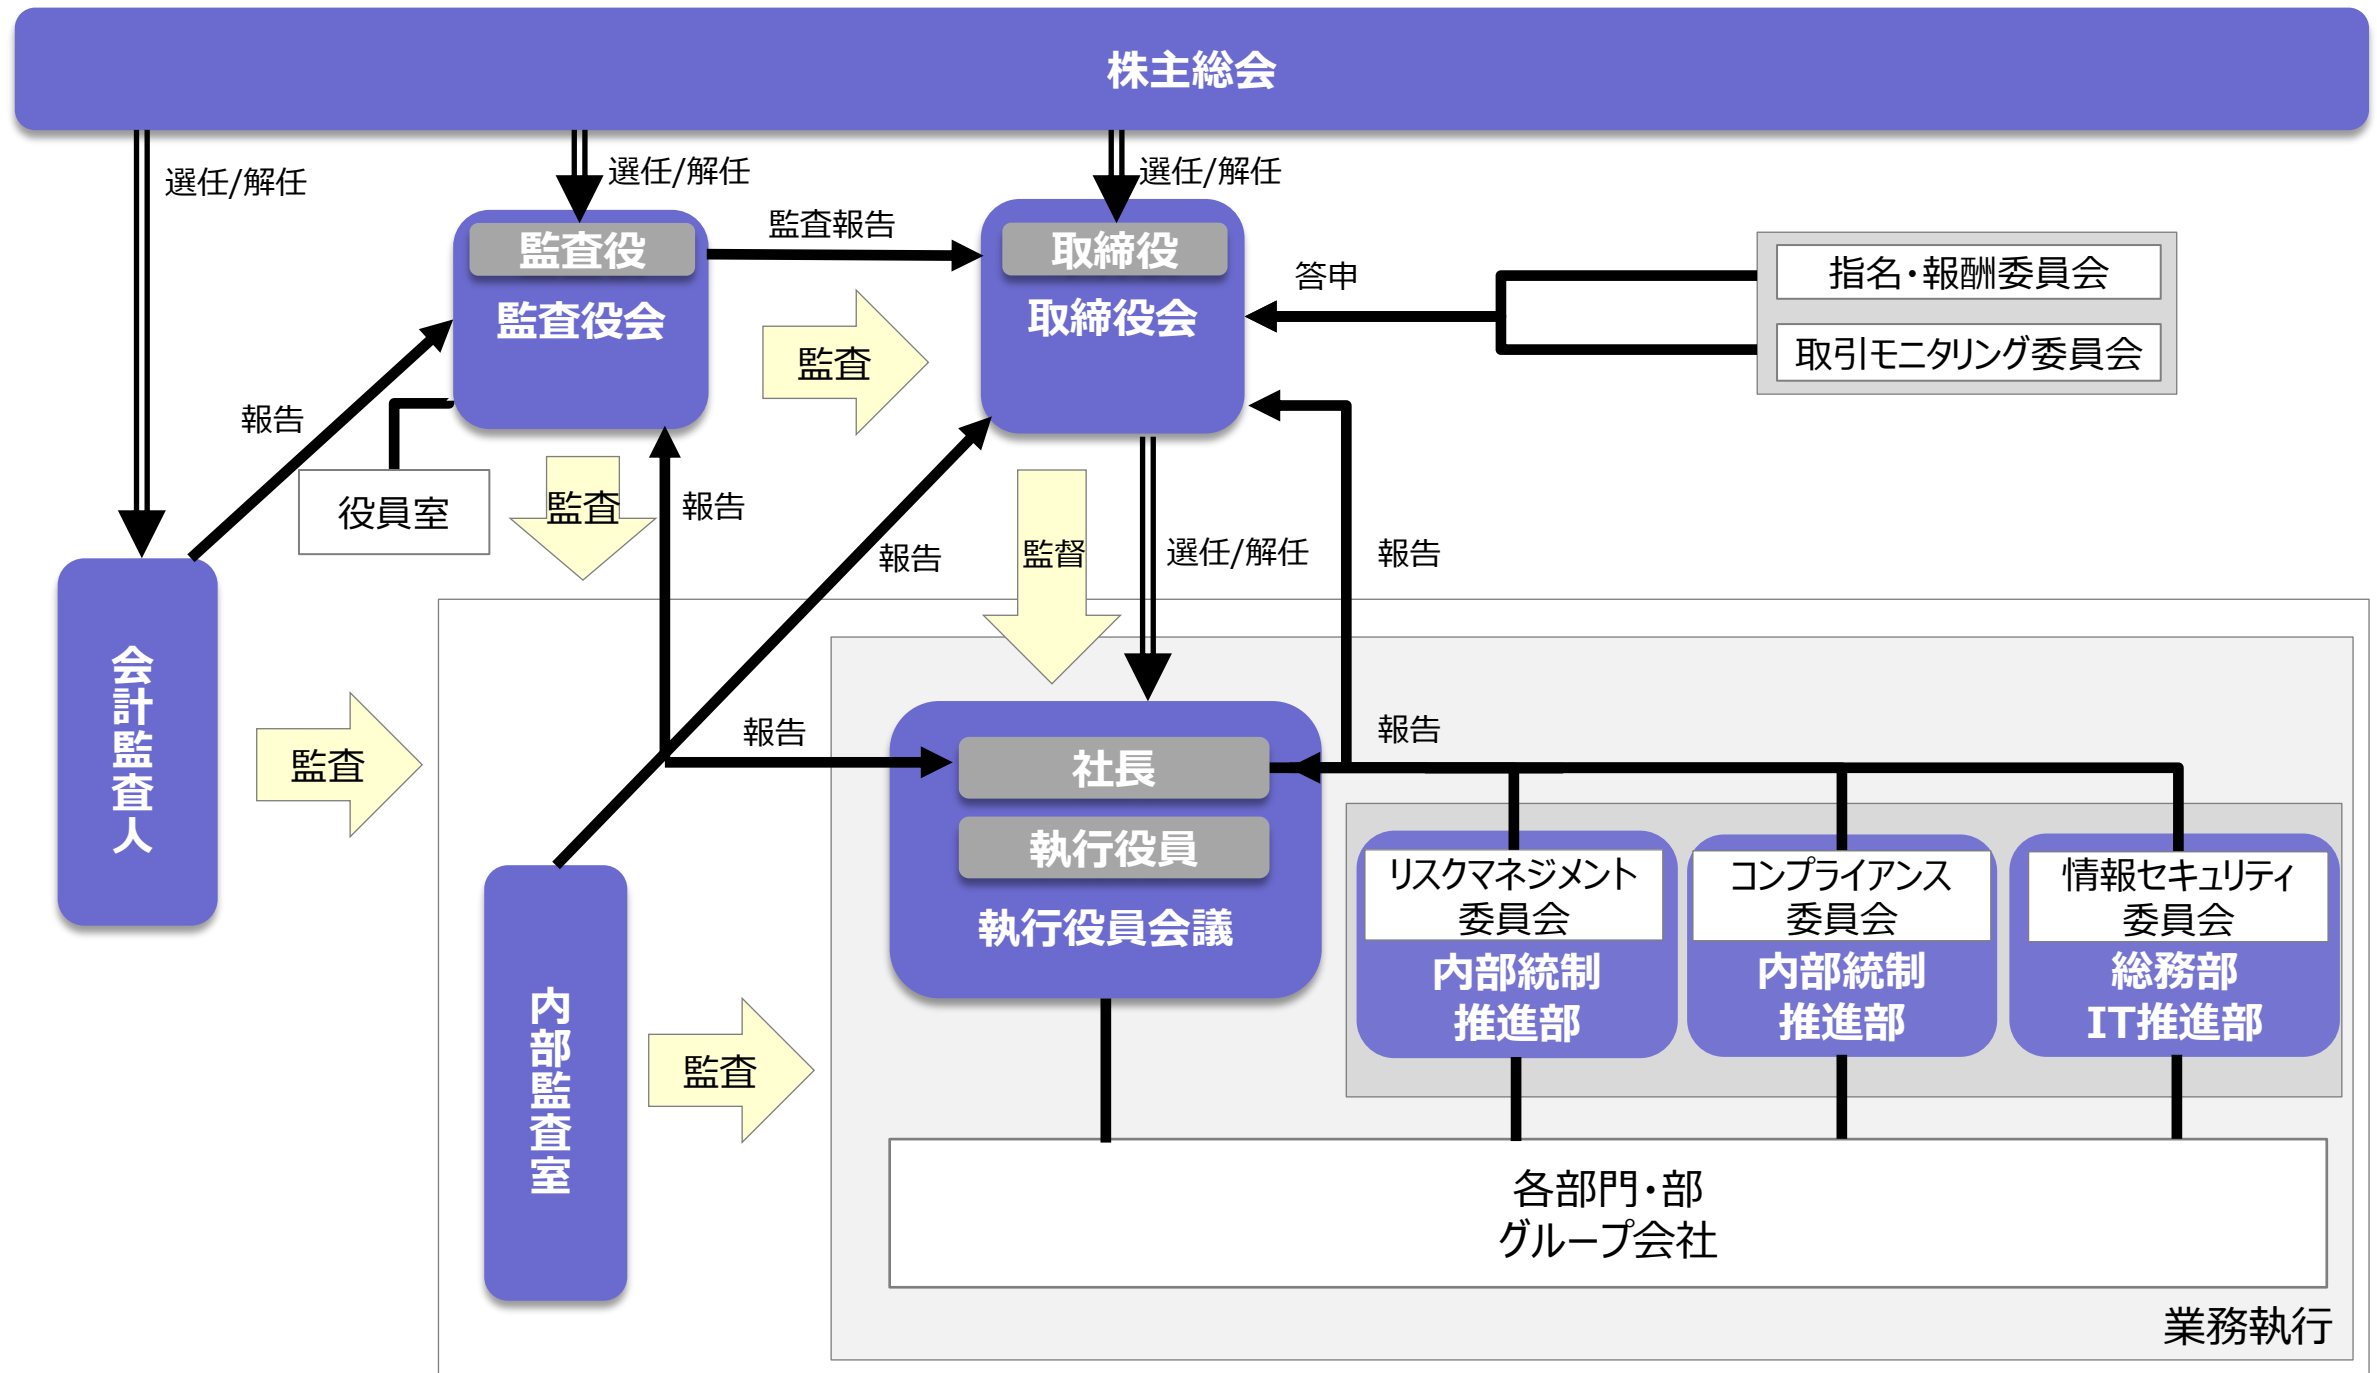 株主総会
選任/解任
選任/解任
選任/解任
監査役
監査役会
監査報告
取締役
取締役会
答申
指名・報酬委員会
取引モニタリング委員会
監査
報告
役員室
監査
報告
報告
監督
選任/解任
報告
会計監査人
監査
報告
社長
執行役員
執行役員会議
報告
リスクマネジメント
委員会
内部統制
推進部
コンプライアンス
委員会
内部統制
推進部
情報セキュリティ
委員会
総務部
IT推進部
内部監査室
監査
各部門・部
グループ会社
業務執行